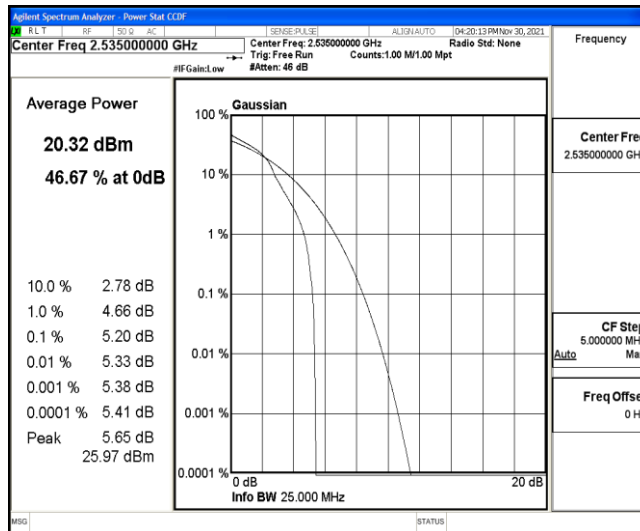 Agilent Spectrum Analyzer - Power Stat CCDF
RLT RF 50 Ω AC SENSE:PULSE ALIGN AUTO 04:20:13 PM Nov 30, 2021
Center Freq 2.535000000 GHz
Center Freq: 2.535000000 GHz Radio Std: None
Trig: Free Run Counts:1.00 M/1.00 Mpt
#IFGain:Low #Atten: 46 dB
Frequency
Average Power
20.32 dBm
46.67 % at 0dB
10.0 % 2.78 dB
1.0 % 4.66 dB
0.1 % 5.20 dB
0.01 % 5.33 dB
0.001 % 5.38 dB
0.0001 % 5.41 dB
Peak 5.65 dB
25.97 dBm
Gaussian
100 %
10 %
1 %
0.1 %
0.01 %
0.001 %
0.0001 %
0 dB 20 dB
Info BW 25.000 MHz
Center Fre
2.535000000 GH
CF Step
5.000000 MH
Auto Ma
Freq Offse
0 H
MSG STATUS